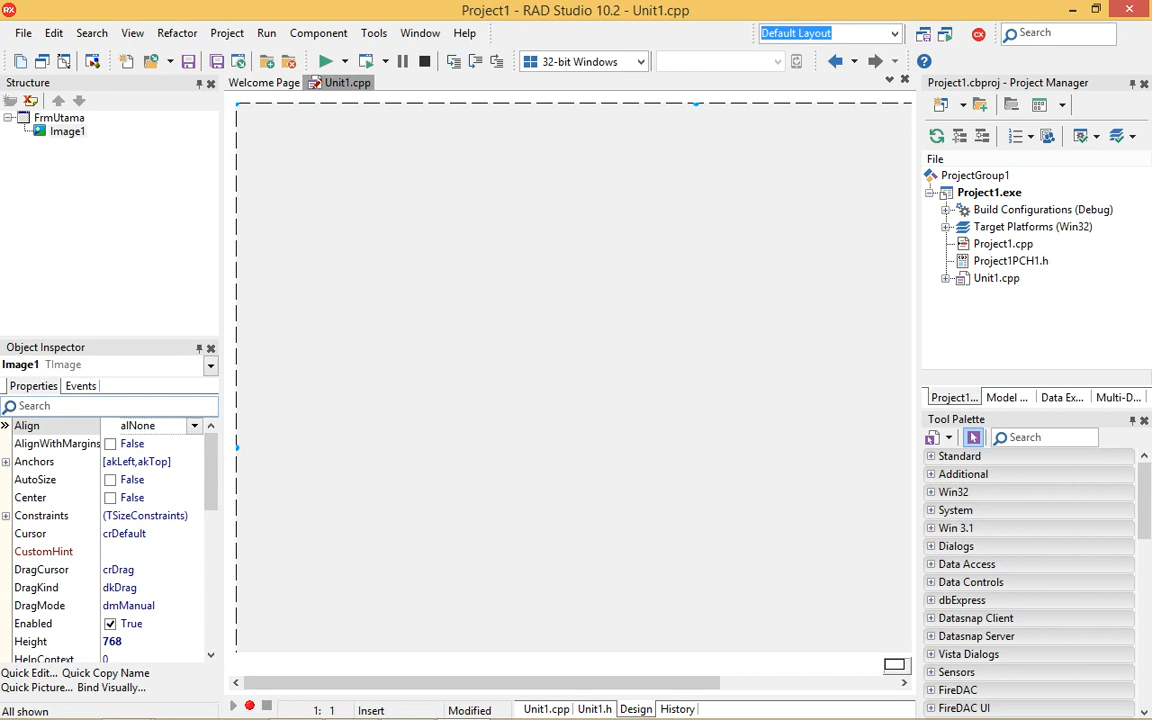 RX Project1 - RAD Studio 10.2 - Unit1.cpp
File Edit Search View Refactor Project Run Component Tools Window Help Default Layout CX Search
32-bit Windows
Structure Welcome Page Unit1.cpp Project1.cbproj - Project Manager
FrmUtama
Image1
File
ProjectGroup1
Project1.exe
Build Configurations (Debug)
Target Platforms (Win32)
Project1.cpp
Project1PCH1.h
Unit1.cpp
Project1... Model ... Data Ex... Multi-D...
Object Inspector
Image1 TImage
Properties Events
Search
Align alNone
AlignWithMargins False
Anchors [akLeft,akTop]
AutoSize False
Center False
Constraints (TSizeConstraints)
Cursor crDefault
CustomHint
DragCursor crDrag
DragKind dkDrag
DragMode dmManual
Enabled True
Height 768
HelpContext 0
Quick Edit... Quick Copy Name
Quick Picture... Bind Visually...
All shown
Tool Palette
Search
Standard
Additional
Win32
System
Win 3.1
Dialogs
Data Access
Data Controls
dbExpress
Datasnap Client
Datasnap Server
Vista Dialogs
Sensors
FireDAC
FireDAC UI
1: 1 Insert Modified Unit1.cpp Unit1.h Design History